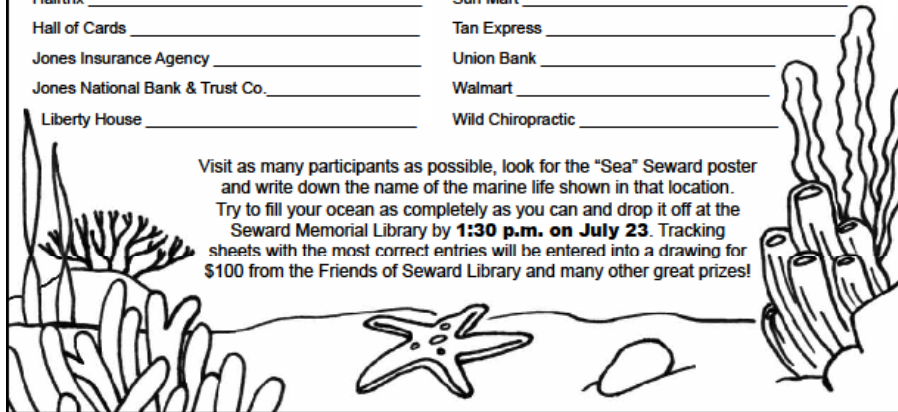 Hall of Cards
Jones Insurance Agency
Jones National Bank & Trust Co.
Liberty House
Sun Mart
Tan Express
Union Bank
Walmart
Wild Chiropractic
Visit as many participants as possible, look for the “Sea” Seward poster
and write down the name of the marine life shown in that location.
Try to fill your ocean as completely as you can and drop it off at the
Seward Memorial Library by 1:30 p.m. on July 23. Tracking
sheets with the most correct entries will be entered into a drawing for
$100 from the Friends of Seward Library and many other great prizes!